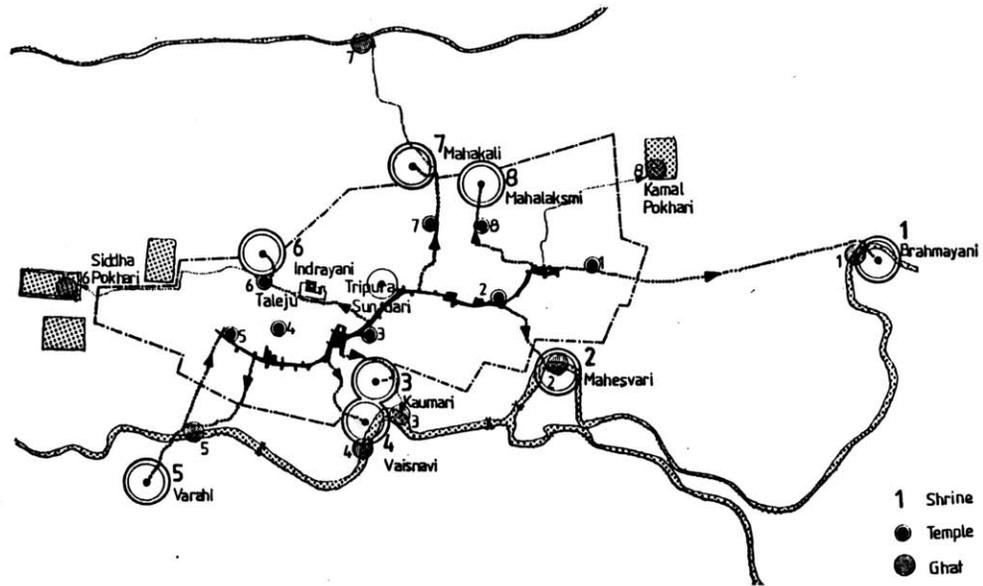 7
7 Mahakali
8 Mahalaksmi
8
Kamal
Pokhari
7
8
1
1 Brahmayani
6
Siddha
Pokhari
6
Indrayani
6
Taleju
Tripura
Sundari
2
1
5
4
3
3
Kaumari
3
2
2 Mahesvari
4
4 Vaisnavi
5
5
Varahi
1 Shrine
Temple
Ghat